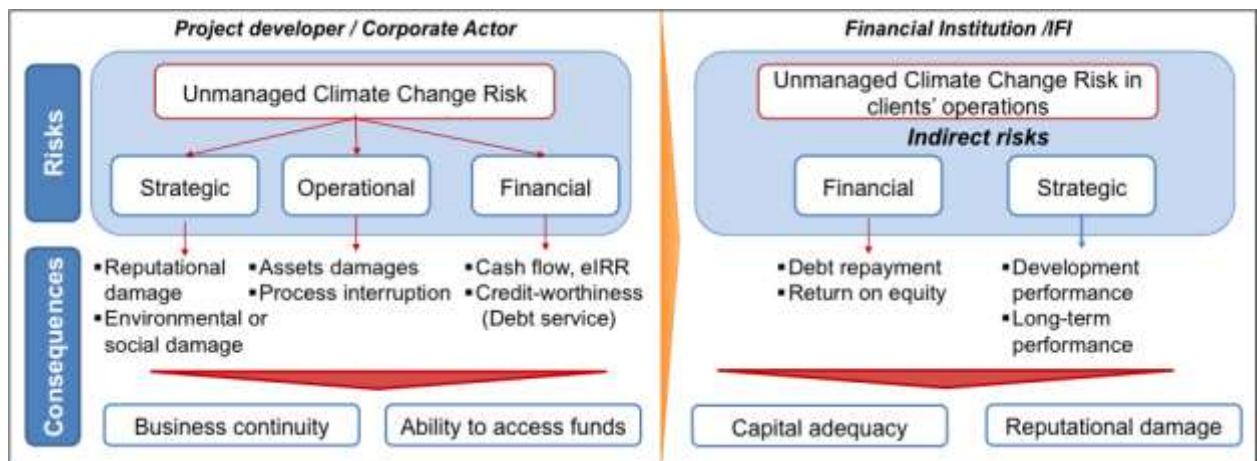 Project developer / Corporate Actor
Risks
Unmanaged Climate Change Risk
Strategic
Operational
Financial
Consequences
▪Reputational
damage
▪Environmental or
social damage
▪Assets damages
▪Process interruption
▪Cash flow, eIRR
▪Credit-worthiness
(Debt service)
Business continuity
Ability to access funds
Financial Institution /IFI
Unmanaged Climate Change Risk in
clients' operations
Indirect risks
Financial
Strategic
▪Debt repayment
▪Return on equity
▪Development
performance
▪Long-term
performance
Capital adequacy
Reputational damage